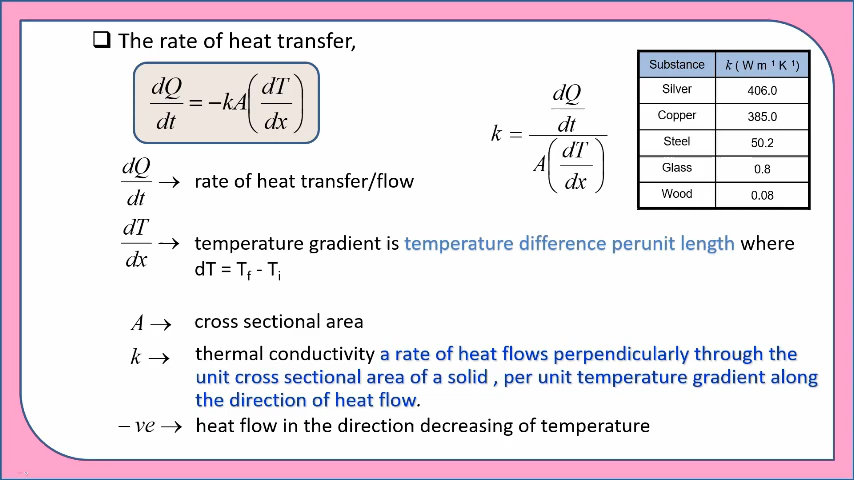 ❑ The rate of heat transfer,
dQ/dt = −kA(dT/dx)
k = (dQ/dt) / (A(dT/dx))
Substance k ( W m ¹ K ¹)
Silver 406.0
Copper 385.0
Steel 50.2
Glass 0.8
Wood 0.08
dQ/dt → rate of heat transfer/flow
dT/dx → temperature gradient is temperature difference perunit length where
dT = Tf - Ti
A → cross sectional area
k → thermal conductivity a rate of heat flows perpendicularly through the
unit cross sectional area of a solid , per unit temperature gradient along
the direction of heat flow.
− ve → heat flow in the direction decreasing of temperature